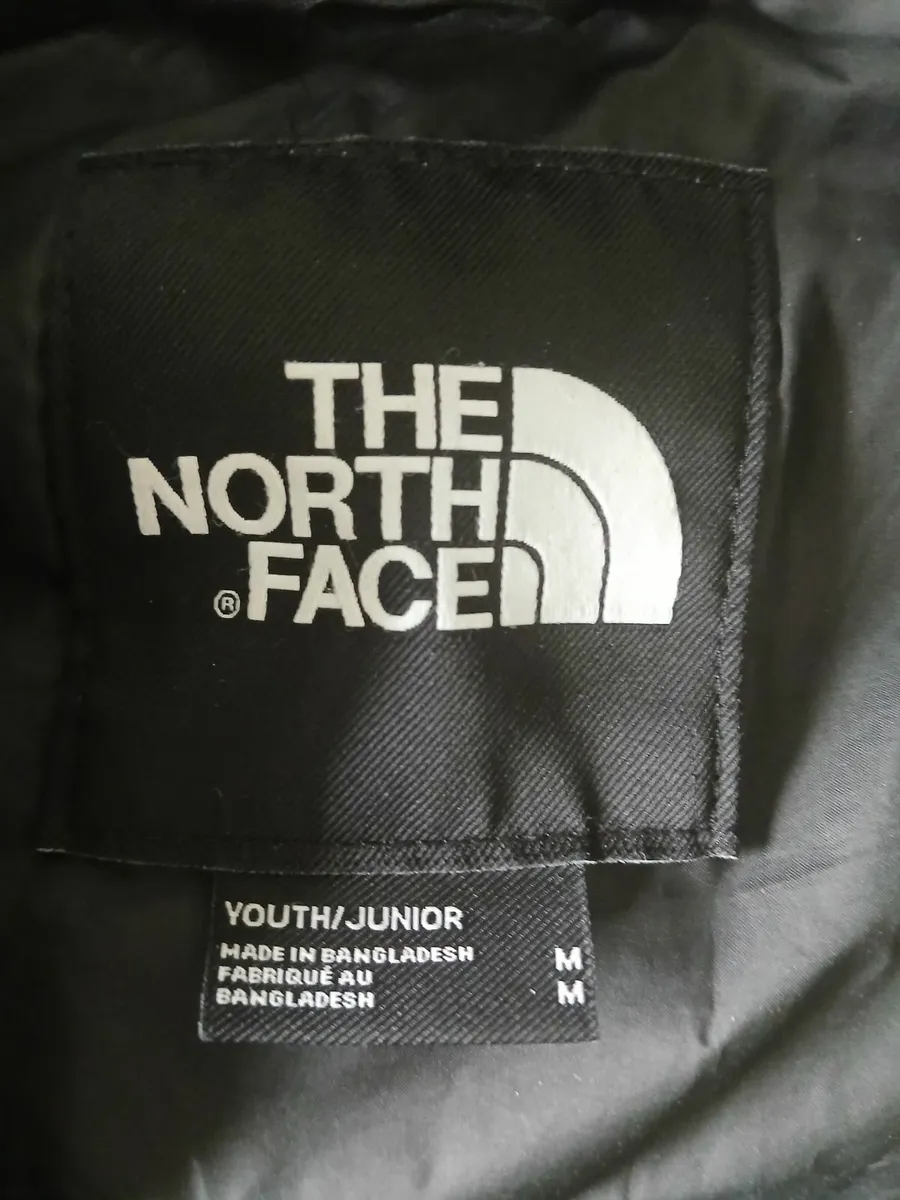 THE
NORTH
® FACE
YOUTH/JUNIOR
MADE IN BANGLADESH M
FABRIQUÉ AU
BANGLADESH M